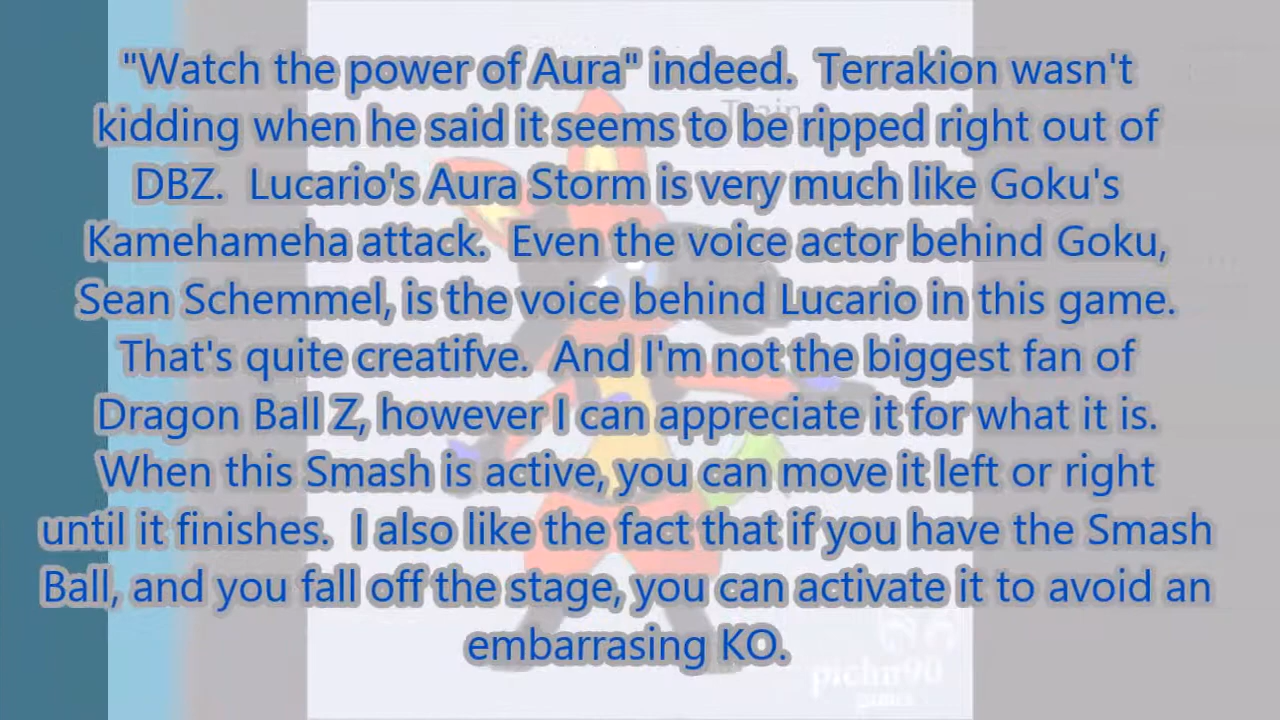 "Watch the power of Aura" indeed.  Terrakion wasn't
kidding when he said it seems to be ripped right out of
DBZ.  Lucario's Aura Storm is very much like Goku's
Kamehameha attack.  Even the voice actor behind Goku,
Sean Schemmel, is the voice behind Lucario in this game.
That's quite creatifve.  And I'm not the biggest fan of
Dragon Ball Z, however I can appreciate it for what it is.
When this Smash is active, you can move it left or right
until it finishes.  I also like the fact that if you have the Smash
Ball, and you fall off the stage, you can activate it to avoid an
embarrasing KO.